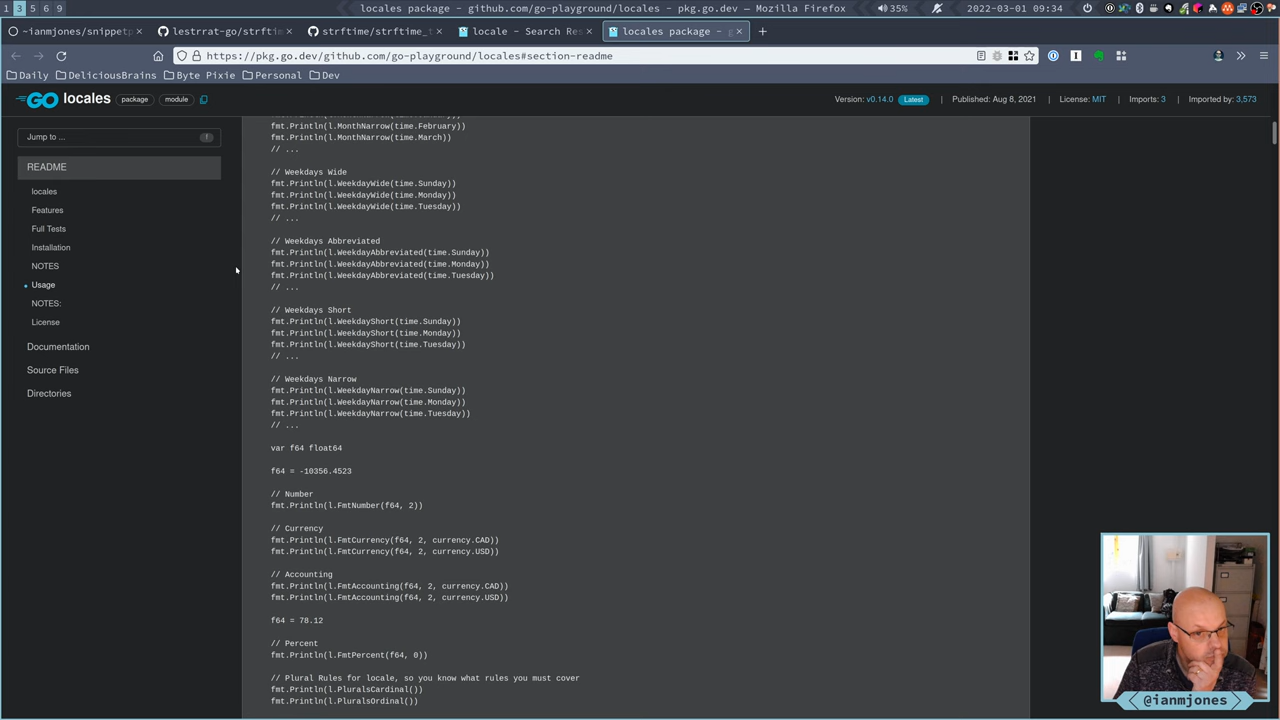 1 3 5 6 9
locales package - github.com/go-playground/locales - pkg.go.dev — Mozilla Firefox
35%
2022-03-01 09:34
~ianmjones/snippetp
lestrrat-go/strftim
strftime/strftime_t
locale - Search Res
locales package - g
https://pkg.go.dev/github.com/go-playground/locales#section-readme
Daily
DeliciousBrains
Byte Pixie
Personal
Dev
GO
locales
package
module
Version: v0.14.0
Latest
Published: Aug 8, 2021
License: MIT
Imports: 3
Imported by: 3,573
Jump to ...
f
README
locales
Features
Full Tests
Installation
NOTES
Usage
NOTES:
License
Documentation
Source Files
Directories
fmt.Println(l.MonthNarrow(time.February))
fmt.Println(l.MonthNarrow(time.March))
// ...
// Weekdays Wide
fmt.Println(l.WeekdayWide(time.Sunday))
fmt.Println(l.WeekdayWide(time.Monday))
fmt.Println(l.WeekdayWide(time.Tuesday))
// ...
// Weekdays Abbreviated
fmt.Println(l.WeekdayAbbreviated(time.Sunday))
fmt.Println(l.WeekdayAbbreviated(time.Monday))
fmt.Println(l.WeekdayAbbreviated(time.Tuesday))
// ...
// Weekdays Short
fmt.Println(l.WeekdayShort(time.Sunday))
fmt.Println(l.WeekdayShort(time.Monday))
fmt.Println(l.WeekdayShort(time.Tuesday))
// ...
// Weekdays Narrow
fmt.Println(l.WeekdayNarrow(time.Sunday))
fmt.Println(l.WeekdayNarrow(time.Monday))
fmt.Println(l.WeekdayNarrow(time.Tuesday))
// ...
var f64 float64
f64 = -10356.4523
// Number
fmt.Println(l.FmtNumber(f64, 2))
// Currency
fmt.Println(l.FmtCurrency(f64, 2, currency.CAD))
fmt.Println(l.FmtCurrency(f64, 2, currency.USD))
// Accounting
fmt.Println(l.FmtAccounting(f64, 2, currency.CAD))
fmt.Println(l.FmtAccounting(f64, 2, currency.USD))
f64 = 78.12
// Percent
fmt.Println(l.FmtPercent(f64, 0))
// Plural Rules for locale, so you know what rules you must cover
fmt.Println(l.PluralsCardinal())
fmt.Println(l.PluralsOrdinal())
@ianmjones